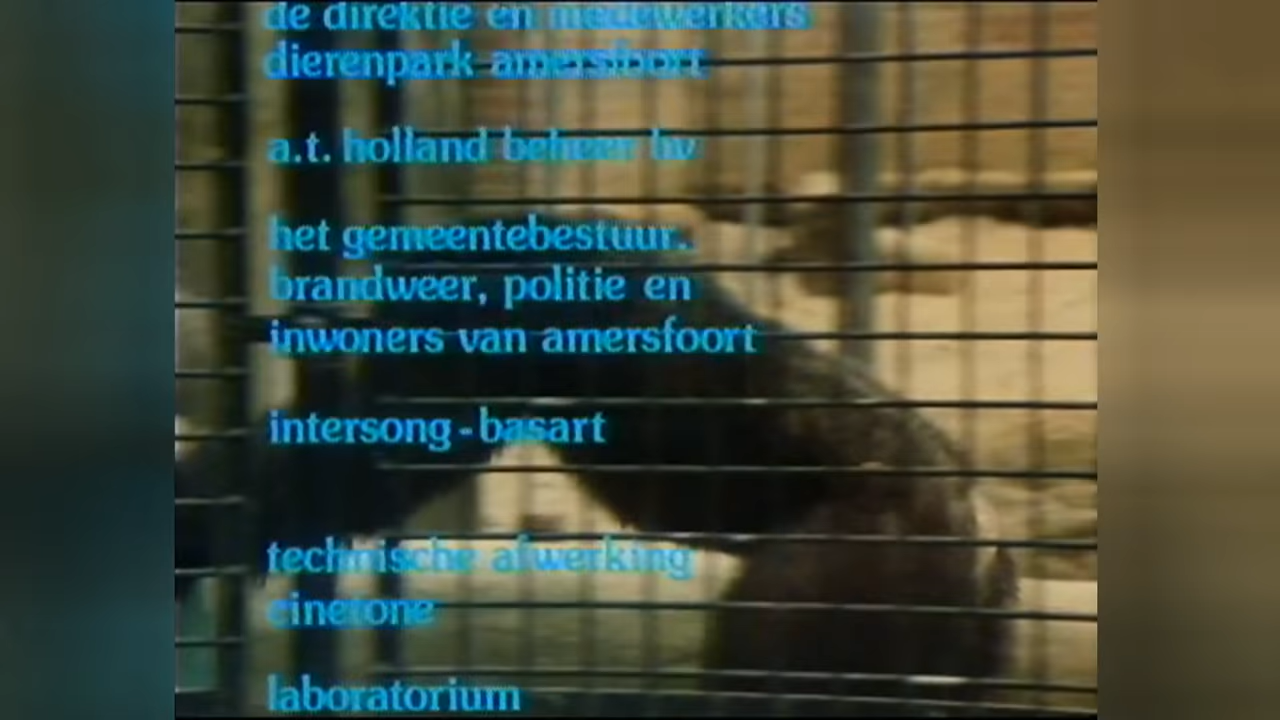 de direktie en medewerkers
dierenpark amersfoort
a.t. holland beheer bv
het gemeentebestuur.
brandweer, politie en
inwoners van amersfoort
intersong-basart
technische afwerking
cinetone
laboratorium